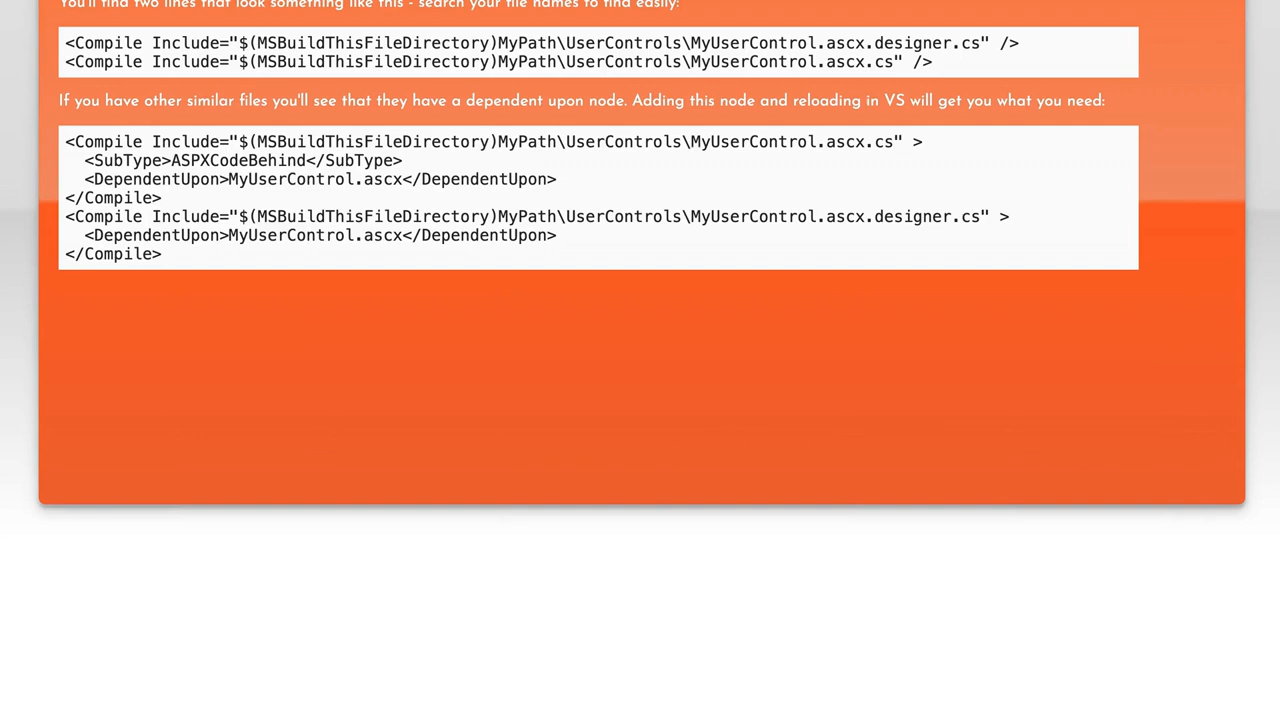 You'll find two lines that look something like this - search your file names to find easily:
<Compile Include="$(MSBuildThisFileDirectory)MyPath\UserControls\MyUserControl.ascx.designer.cs" />
<Compile Include="$(MSBuildThisFileDirectory)MyPath\UserControls\MyUserControl.ascx.cs" />
If you have other similar files you'll see that they have a dependent upon node. Adding this node and reloading in VS will get you what you need:
<Compile Include="$(MSBuildThisFileDirectory)MyPath\UserControls\MyUserControl.ascx.cs" >
  <SubType>ASPXCodeBehind</SubType>
  <DependentUpon>MyUserControl.ascx</DependentUpon>
</Compile>
<Compile Include="$(MSBuildThisFileDirectory)MyPath\UserControls\MyUserControl.ascx.designer.cs" >
  <DependentUpon>MyUserControl.ascx</DependentUpon>
</Compile>